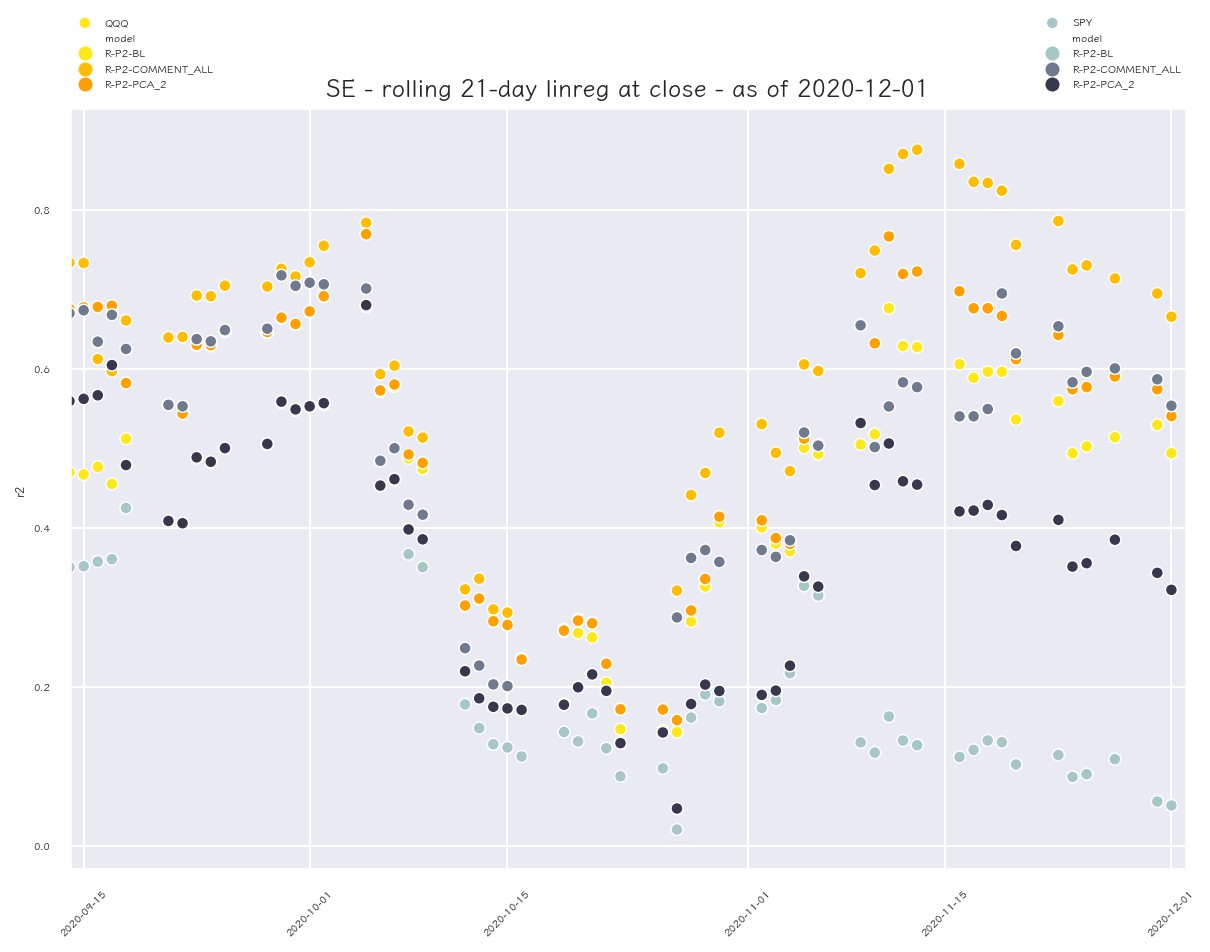 QQQ
model
R-P2-BL
R-P2-COMMENT_ALL
R-P2-PCA_2
SPY
model
R-P2-BL
R-P2-COMMENT_ALL
R-P2-PCA_2
SE - rolling 21-day linreg at close - as of 2020-12-01
r2
0.8
0.6
0.4
0.2
0.0
2020-09-15
2020-10-01
2020-10-15
2020-11-01
2020-11-15
2020-12-01